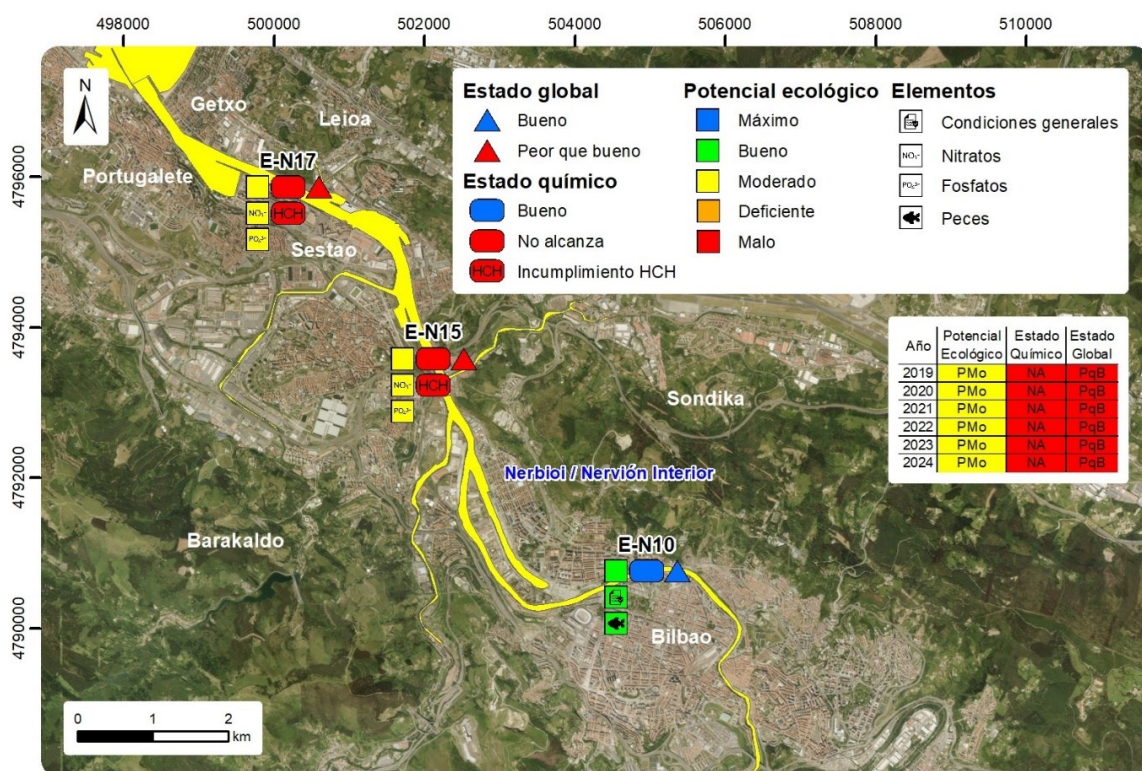 498000 500000 502000 504000 506000 508000 510000
4796000
4794000
4792000
4790000
N
Getxo
Leioa
Portugalete
E-N17
NO₃⁻ HCH
PO₄³⁻
Sestao
E-N15
NO₃⁻ HCH
PO₄³⁻
Sondika
Nerbioi / Nervión Interior
Barakaldo
E-N10
Bilbao
Estado global
Bueno
Peor que bueno
Estado químico
Bueno
No alcanza
HCH Incumplimiento HCH
Potencial ecológico
Máximo
Bueno
Moderado
Deficiente
Malo
Elementos
Condiciones generales
NO₃⁻ Nitratos
PO₄³⁻ Fosfatos
Peces
Año Potencial Ecológico Estado Químico Estado Global
2019 PMo NA PqB
2020 PMo NA PqB
2021 PMo NA PqB
2022 PMo NA PqB
2023 PMo NA PqB
2024 PMo NA PqB
0 1 2
km